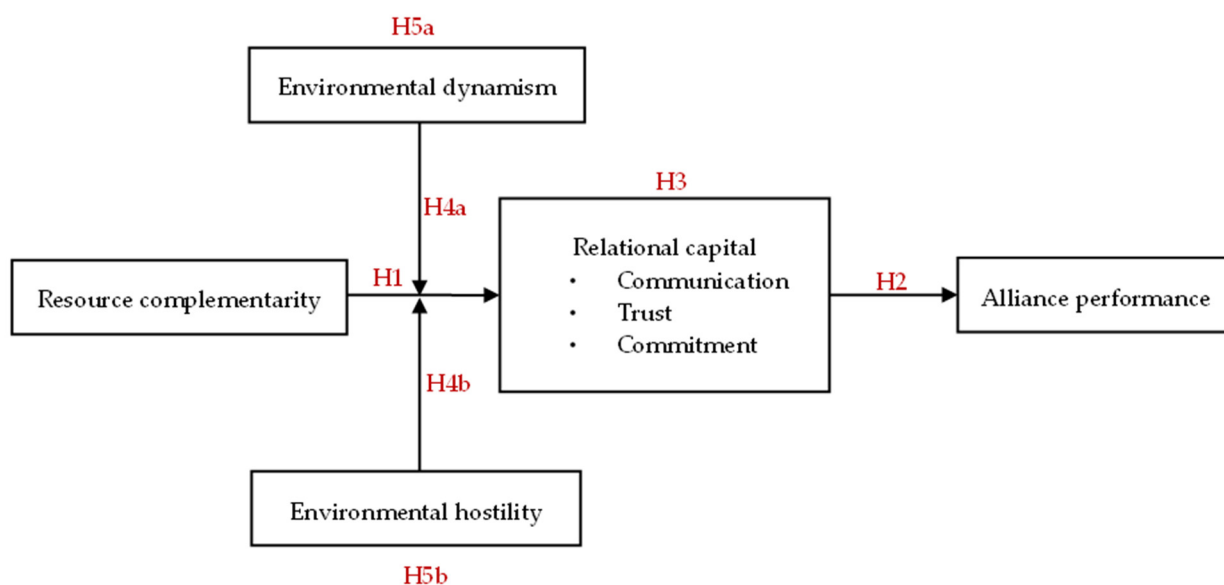 H5a
Environmental dynamism
H4a
H3
Resource complementarity
H1
Relational capital
· Communication
· Trust
· Commitment
H2
Alliance performance
H4b
Environmental hostility
H5b